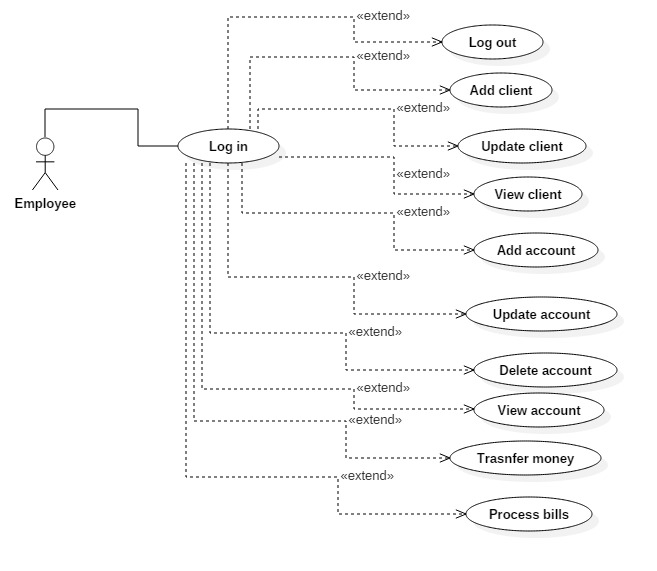 «extend»
Log out
«extend»
Add client
«extend»
Log in
Update client
«extend»
View client
Employee
«extend»
Add account
«extend»
Update account
«extend»
Delete account
«extend»
View account
«extend»
Trasnfer money
«extend»
Process bills